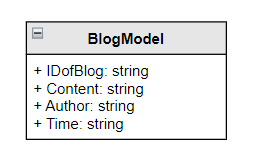 BlogModel
+ IDofBlog: string
+ Content: string
+ Author: string
+ Time: string